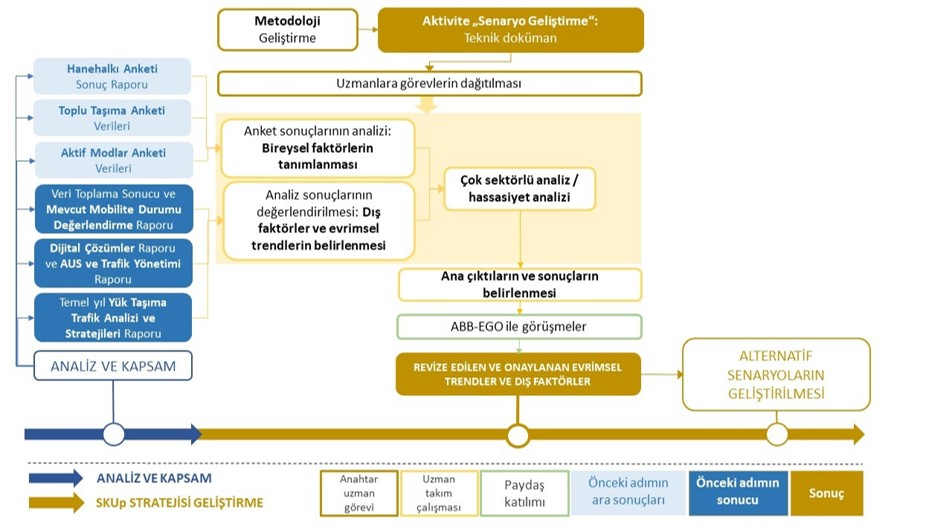 Metodoloji
Geliştirme
Aktivite „Senaryo Geliştirme“:
Teknik doküman
Hanehalkı Anketi
Sonuç Raporu
Uzmanlara görevlerin dağıtılması
Toplu Taşıma Anketi
Verileri
Aktif Modlar Anketi
Verileri
Anket sonuçlarının analizi:
Bireysel faktörlerin
tanımlanması
Veri Toplama Sonucu ve
Mevcut Mobilite Durumu
Değerlendirme Raporu
Analiz sonuçlarının
değerlendirilmesi: Dış
faktörler ve evrimsel
trendlerin belirlenmesi
Çok sektörlü analiz /
hassasiyet analizi
Dijital Çözümler Raporu
ve AUS ve Trafik Yönetimi
Raporu
Temel yıl Yük Taşıma
Trafik Analizi ve
Stratejileri Raporu
Ana çıktıların ve sonuçların
belirlenmesi
ABB-EGO ile görüşmeler
ANALİZ VE KAPSAM
REVİZE EDİLEN VE ONAYLANAN EVRİMSEL
TRENDLER VE DIŞ FAKTÖRLER
ALTERNATİF
SENARYOLARIN
GELİŞTİRİLMESİ
ANALİZ VE KAPSAM
SKUp STRATEJİSİ GELİŞTİRME
Anahtar
uzman
görevi
Uzman
takım
çalışması
Paydaş
katılımı
Önceki adımın
ara sonuçları
Önceki adımın
sonucu
Sonuç